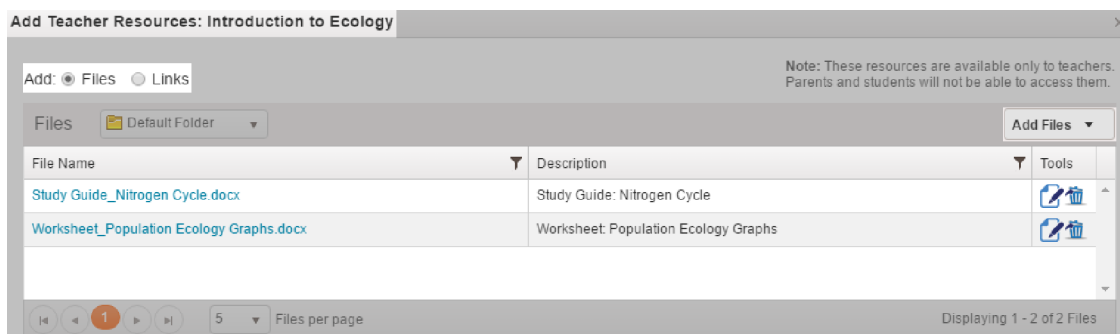 Add Teacher Resources: Introduction to Ecology
Add: Files Links
Note: These resources are available only to teachers.
Parents and students will not be able to access them.
Files Default Folder Add Files
File Name Description Tools
Study Guide_Nitrogen Cycle.docx Study Guide: Nitrogen Cycle
Worksheet_Population Ecology Graphs.docx Worksheet: Population Ecology Graphs
1 5 Files per page Displaying 1 - 2 of 2 Files